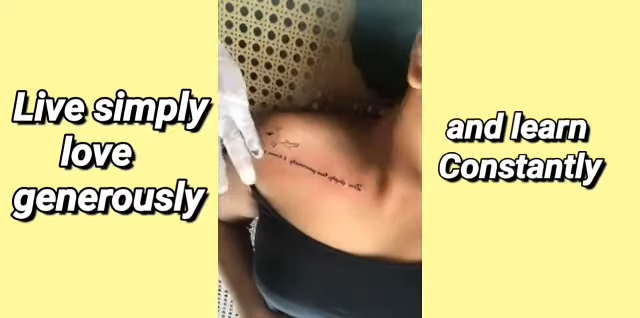 Live simply
love
generously
and learn
Constantly